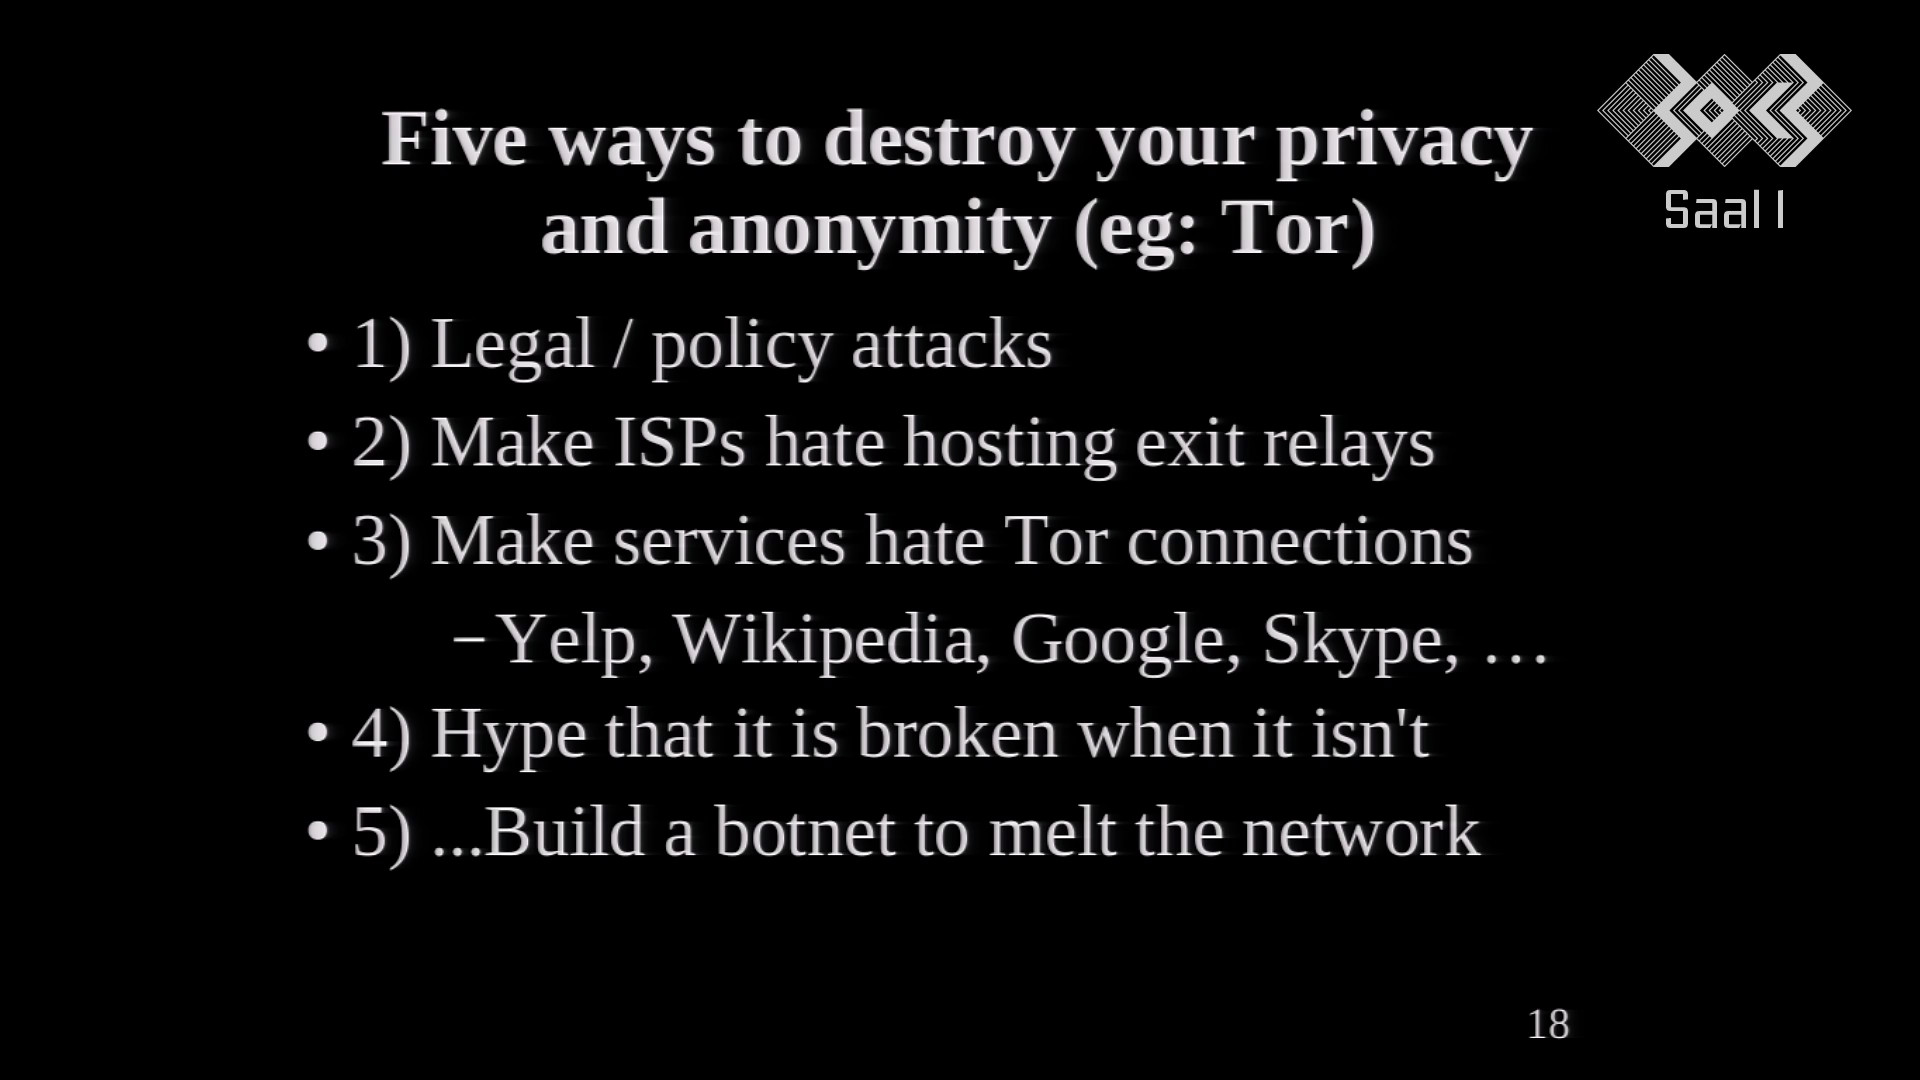 Five ways to destroy your privacy
and anonymity (eg: Tor)
Saal 1
• 1) Legal / policy attacks
• 2) Make ISPs hate hosting exit relays
• 3) Make services hate Tor connections
– Yelp, Wikipedia, Google, Skype, …
• 4) Hype that it is broken when it isn't
• 5) ...Build a botnet to melt the network
18